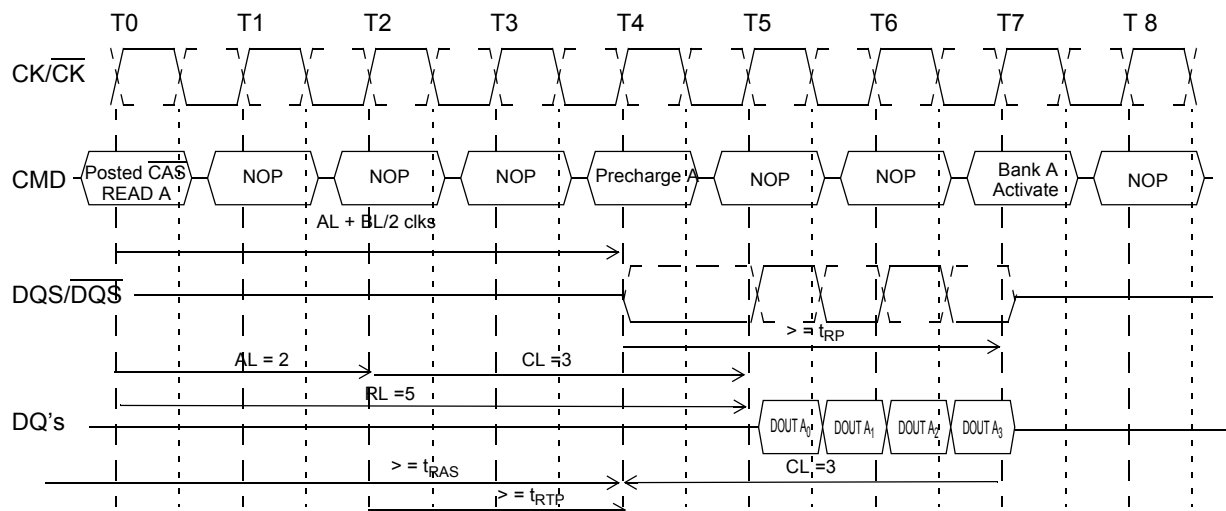 T0 T1 T2 T3 T4 T5 T6 T7 T 8
CK/CK
CMD
Posted CAS
READ A
NOP
NOP
NOP
Precharge A
NOP
NOP
Bank A
Activate
NOP
AL + BL/2 clks
DQS/DQS
> = tRP
AL = 2
CL =3
RL =5
DQ's
DOUT A0
DOUT A1
DOUT A2
DOUT A3
> = tRAS
CL =3
> = tRTP